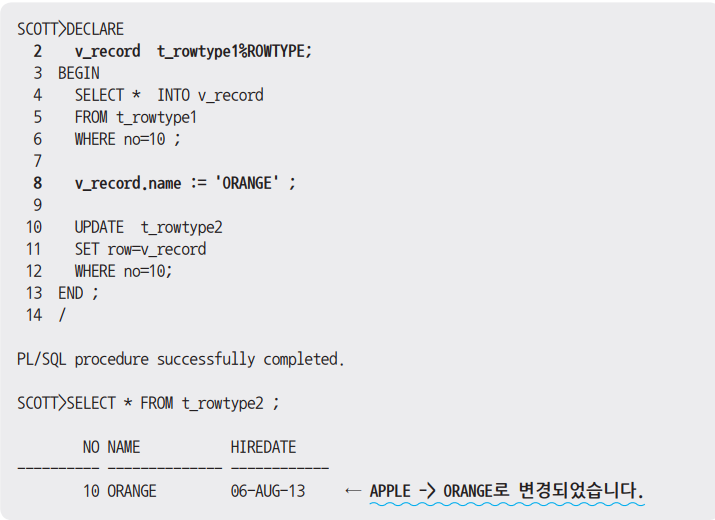 SCOTT>DECLARE
2 v_record t_rowtype1%ROWTYPE;
3 BEGIN
4 SELECT * INTO v_record
5 FROM t_rowtype1
6 WHERE no=10 ;
7
8 v_record.name := 'ORANGE' ;
9
10 UPDATE t_rowtype2
11 SET row=v_record
12 WHERE no=10;
13 END ;
14 /
PL/SQL procedure successfully completed.
SCOTT>SELECT * FROM t_rowtype2 ;
NO NAME HIREDATE
---------- -------------- ------------
10 ORANGE 06-AUG-13 ← APPLE -> ORANGE로 변경되었습니다.